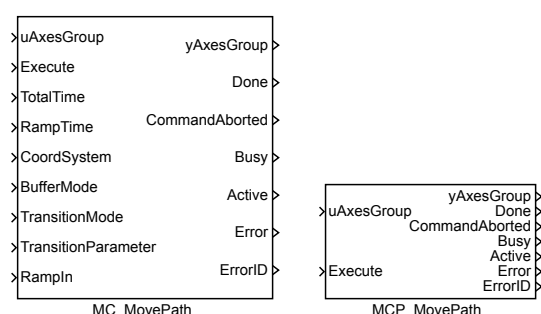 uAxesGroup
Execute
TotalTime
RampTime
CoordSystem
BufferMode
TransitionMode
TransitionParameter
RampIn
yAxesGroup
Done
CommandAborted
Busy
Active
Error
ErrorID
MC_MovePath
uAxesGroup
Execute
yAxesGroup
Done
CommandAborted
Busy
Active
Error
ErrorID
MCP_MovePath